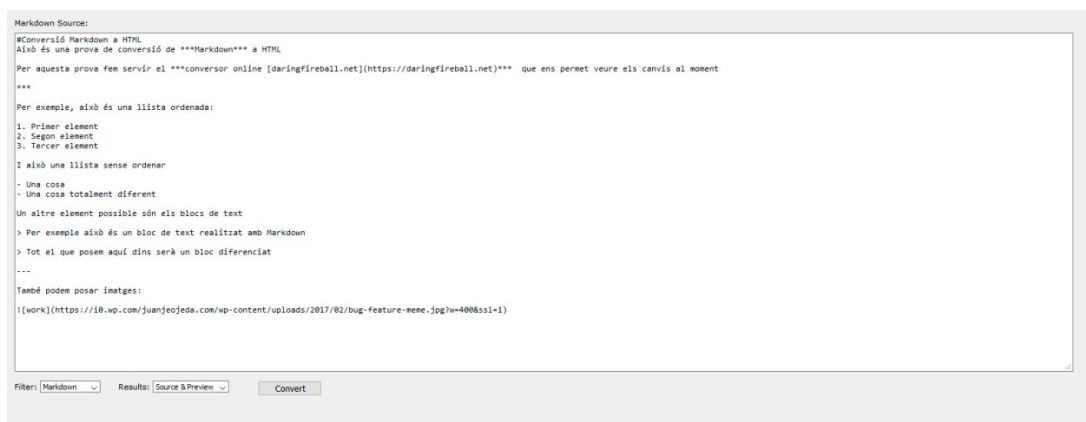 Markdown Source:
#Conversió Markdown a HTML
Això és una prova de conversió de ***Markdown*** a HTML
Per aquesta prova fem servir el ***conversor online [daringfireball.net](https://daringfireball.net)***  que ens permet veure els canvis al moment
***
Per exemple, això és una llista ordenada:
1. Primer element
2. Segon element
3. Tercer element
I això una llista sense ordenar
- Una cosa
- Una cosa totalment diferent
Un altre element possible són els blocs de text
> Per exemple això és un bloc de text realitzat amb Markdown
> Tot el que posem aquí dins serà un bloc diferenciat
---
També podem posar imatges:
![work](https://i0.wp.com/juanjeojeda.com/wp-content/uploads/2017/02/bug-feature-meme.jpg?w=400&ssl=1)
Filter: Markdown Results: Source & Preview Convert